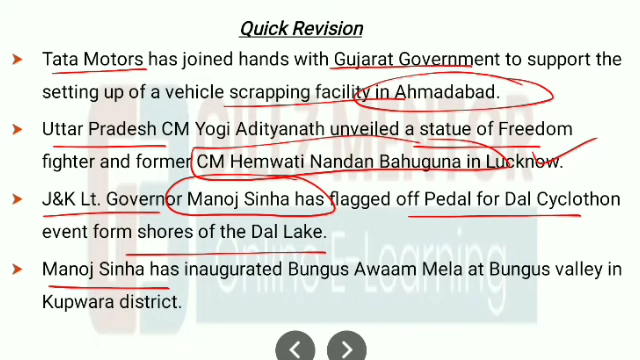 Quick Revision
Tata Motors has joined hands with Gujarat Government to support the
setting up of a vehicle scrapping facility in Ahmadabad.
Uttar Pradesh CM Yogi Adityanath unveiled a statue of Freedom
fighter and former CM Hemwati Nandan Bahuguna in Lucknow.
J&K Lt. Governor Manoj Sinha has flagged off Pedal for Dal Cyclothon
event form shores of the Dal Lake.
Manoj Sinha has inaugurated Bungus Awaam Mela at Bungus valley in
Online E-Learning
Kupwara district.